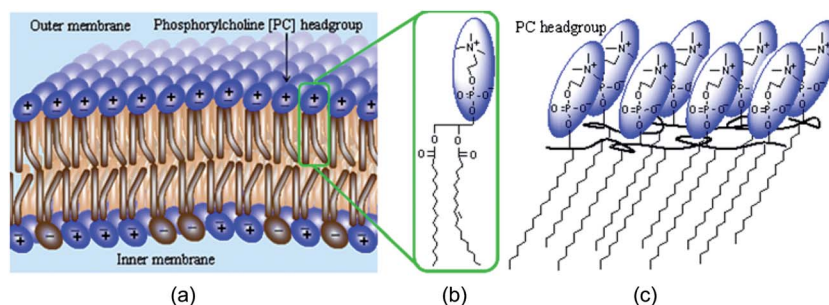 Outer membrane
Phosphorylcholine [PC] headgroup
Inner membrane
PC headgroup
(a)
(b)
(c)